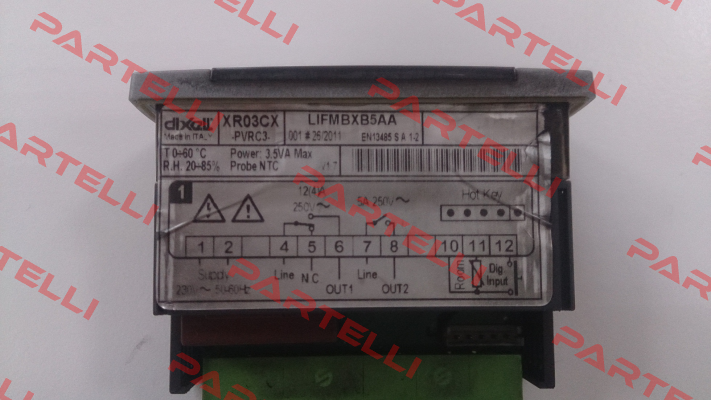 PARTELLI
PARTELLI
PARTELLI
dixell
Made in ITALY
XR03CX
-PVRC3-
LIFMBXB5AA
001 # 26/2011
EN13485 S A 1-2
T 0÷60 °C
R.H. 20÷85%
Power: 3.5VA Max
Probe NTC
V1-7
1
12(4)A
250V~
5A 250V~
Hot Key
1 2 4 5 6 7 8 10 11 12
Supply
230V~ 50-60Hz
Line
N.C
OUT1
Line
OUT2
Room
Dig.
Input
PARTELLI
PARTELLI
PARTELLI